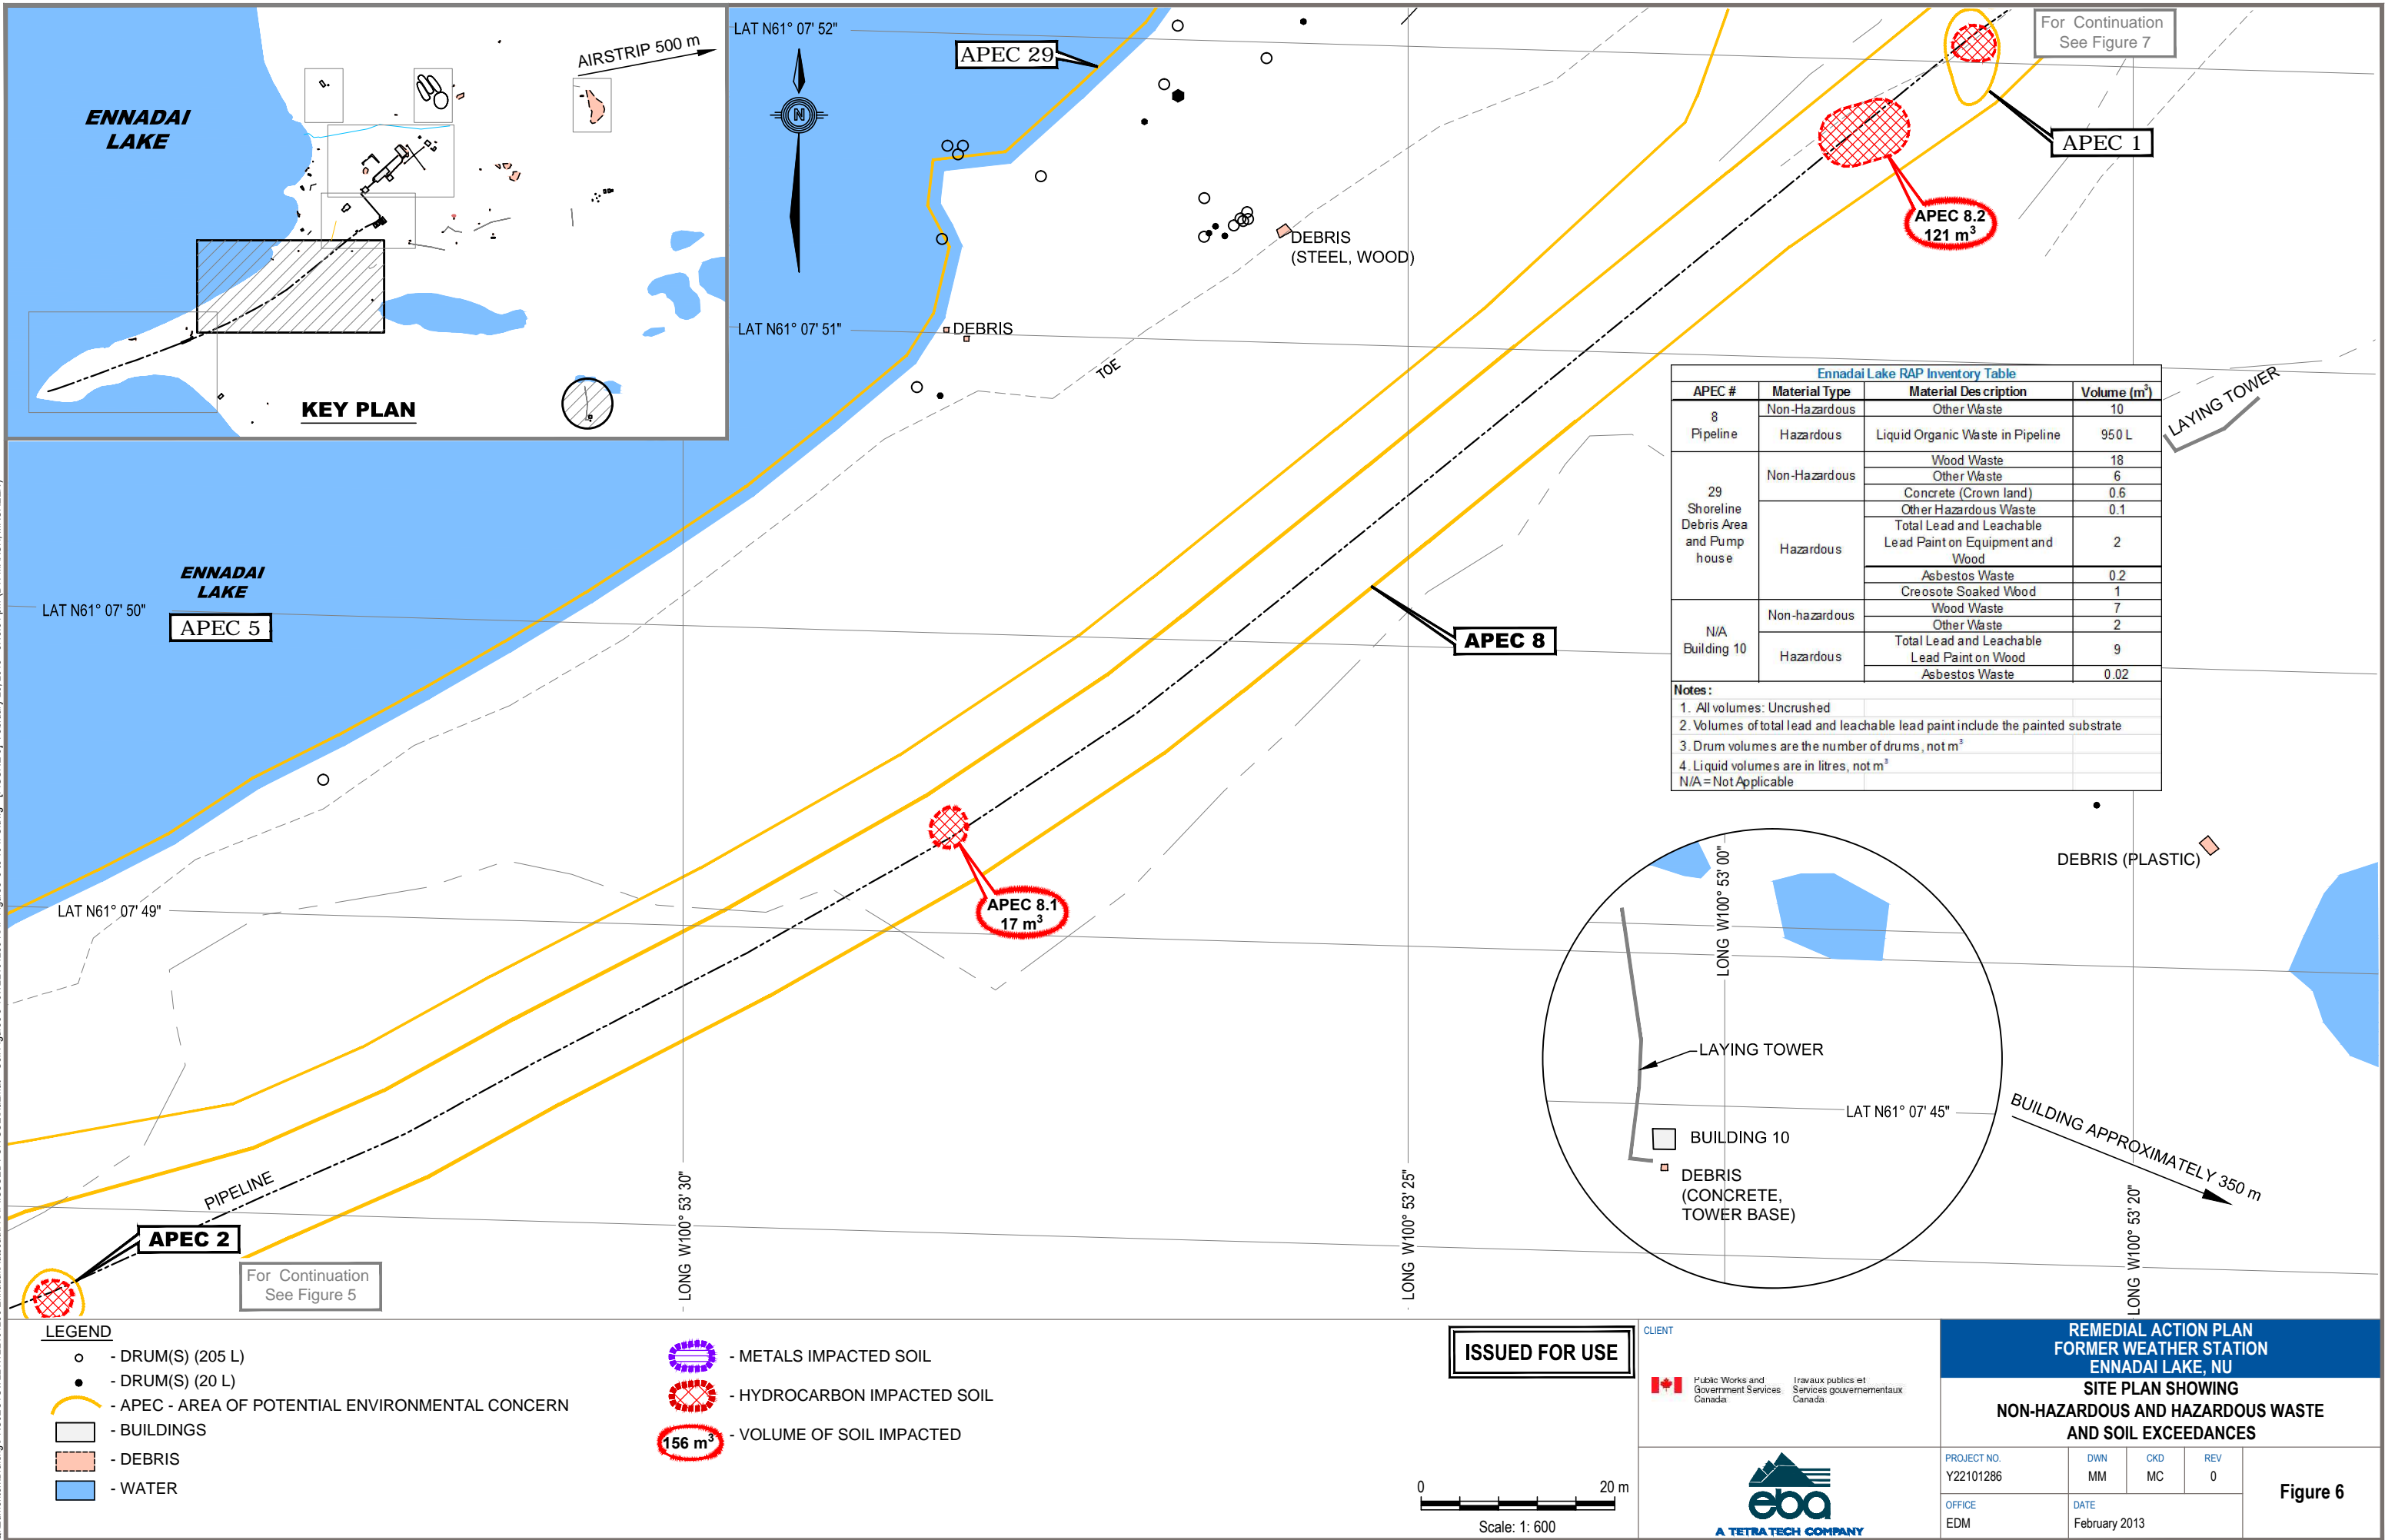 ENNADAI
LAKE
AIRSTRIP 500 m
KEY PLAN
LAT N61° 07' 52"
N
APEC 29
For Continuation
See Figure 7
APEC 1
APEC 8.2
121 m³
DEBRIS
(STEEL, WOOD)
LAT N61° 07' 51"
DEBRIS
TOE
LAYING TOWER
Ennadai Lake RAP Inventory Table
APEC # Material Type Material Description Volume (m³)
8
Pipeline
Non-Hazardous Other Waste 10
Hazardous Liquid Organic Waste in Pipeline 950 L
29
Shoreline
Debris Area
and Pump
house
Non-Hazardous
Wood Waste 18
Other Waste 6
Concrete (Crown land) 0.6
Hazardous
Other Hazardous Waste 0.1
Total Lead and Leachable
Lead Paint on Equipment and
Wood
2
Asbestos Waste 0.2
Creosote Soaked Wood 1
N/A
Building 10
Non-hazardous
Wood Waste 7
Other Waste 2
Hazardous
Total Lead and Leachable
Lead Paint on Wood
9
Asbestos Waste 0.02
Notes:
1. All volumes: Uncrushed
2. Volumes of total lead and leachable lead paint include the painted substrate
3. Drum volumes are the number of drums, not m³
4. Liquid volumes are in litres, not m³
N/A = Not Applicable
ENNADAI
LAKE
LAT N61° 07' 50"
APEC 5
APEC 8
DEBRIS (PLASTIC)
LAT N61° 07' 49"
APEC 8.1
17 m³
LONG W100° 53' 00"
LAYING TOWER
LAT N61° 07' 45"
BUILDING 10
DEBRIS
(CONCRETE,
TOWER BASE)
BUILDING APPROXIMATELY 350 m
PIPELINE
APEC 2
For Continuation
See Figure 5
LONG W100° 53' 30"
LONG W100° 53' 25"
LONG W100° 53' 20"
LEGEND
- DRUM(S) (205 L)
- DRUM(S) (20 L)
- APEC - AREA OF POTENTIAL ENVIRONMENTAL CONCERN
- BUILDINGS
- DEBRIS
- WATER
- METALS IMPACTED SOIL
- HYDROCARBON IMPACTED SOIL
156 m³ - VOLUME OF SOIL IMPACTED
ISSUED FOR USE
0 20 m
Scale: 1: 600
CLIENT
Public Works and
Government Services
Canada
Travaux publics et
Services gouvernementaux
Canada
eba
A TETRA TECH COMPANY
REMEDIAL ACTION PLAN
FORMER WEATHER STATION
ENNADAI LAKE, NU
SITE PLAN SHOWING
NON-HAZARDOUS AND HAZARDOUS WASTE
AND SOIL EXCEEDANCES
PROJECT NO.
Y22101286
DWN
MM
CKD
MC
REV
0
OFFICE
EDM
DATE
February 2013
Figure 6